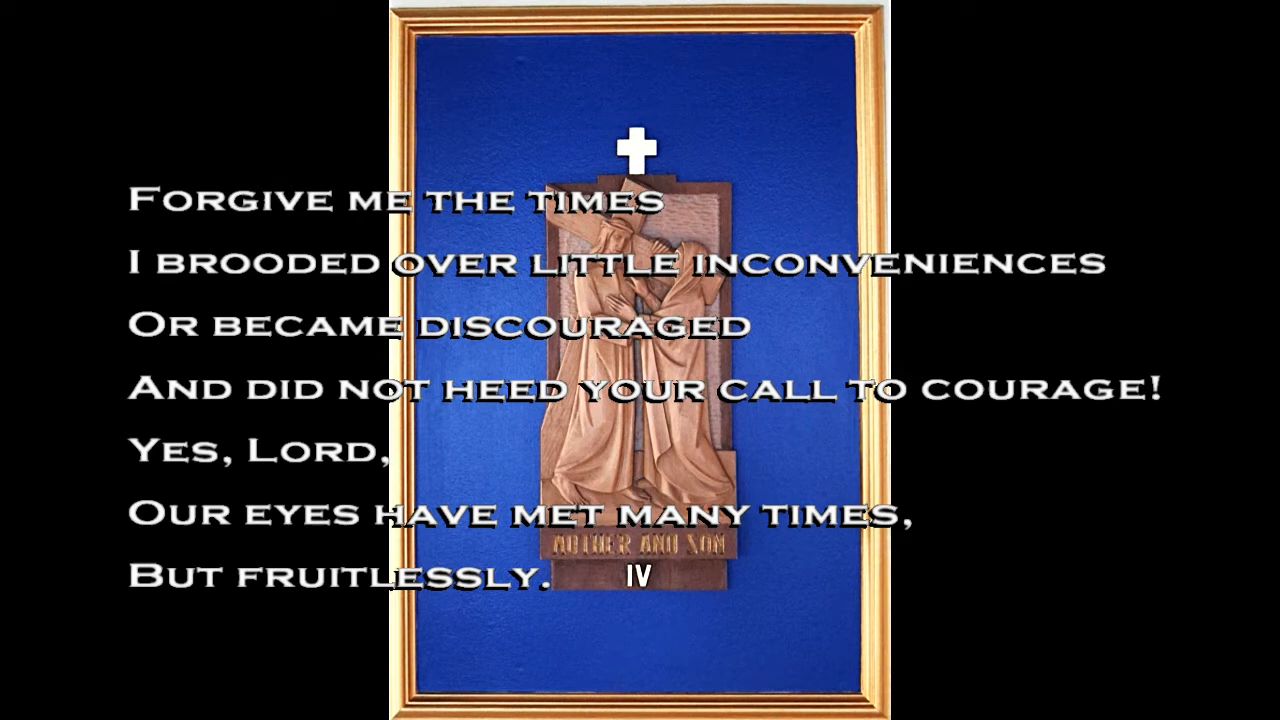 Forgive me the times
I brooded over little inconveniences
Or became discouraged
And did not heed your call to courage!
Yes, Lord,
Our eyes have met many times,
But fruitlessly.
MOTHER AND SON
IV